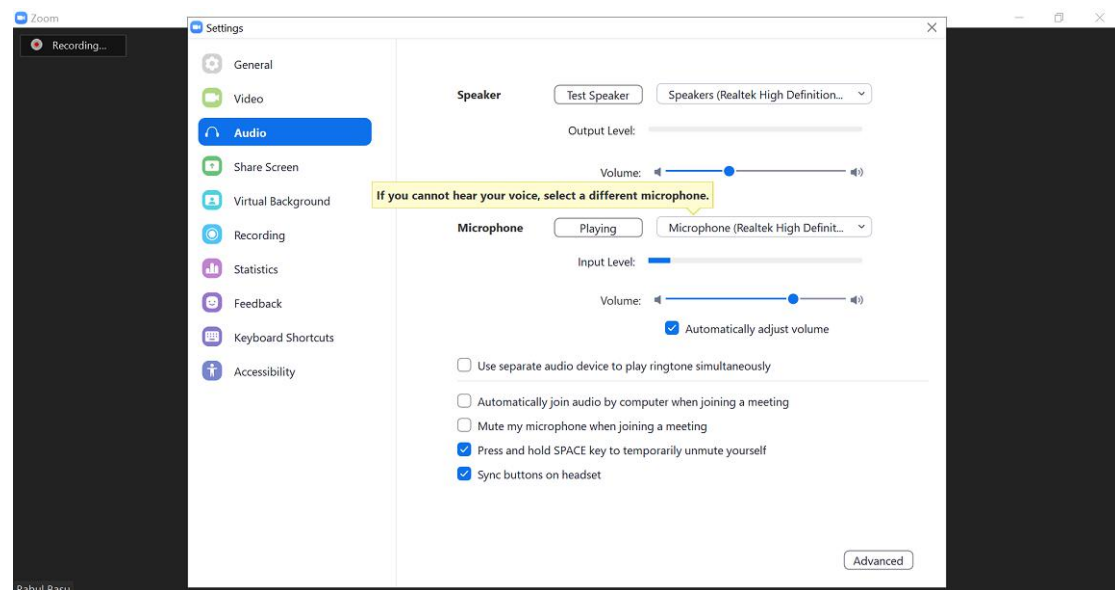 Zoom
Settings
Recording...
General
Video
Audio
Share Screen
Virtual Background
Recording
Statistics
Feedback
Keyboard Shortcuts
Accessibility
Speaker
Test Speaker
Speakers (Realtek High Definition...
Output Level:
Volume:
If you cannot hear your voice, select a different microphone.
Microphone
Playing
Microphone (Realtek High Definit...
Input Level:
Volume:
Automatically adjust volume
Use separate audio device to play ringtone simultaneously
Automatically join audio by computer when joining a meeting
Mute my microphone when joining a meeting
Press and hold SPACE key to temporarily unmute yourself
Sync buttons on headset
Advanced
Rahul Basu